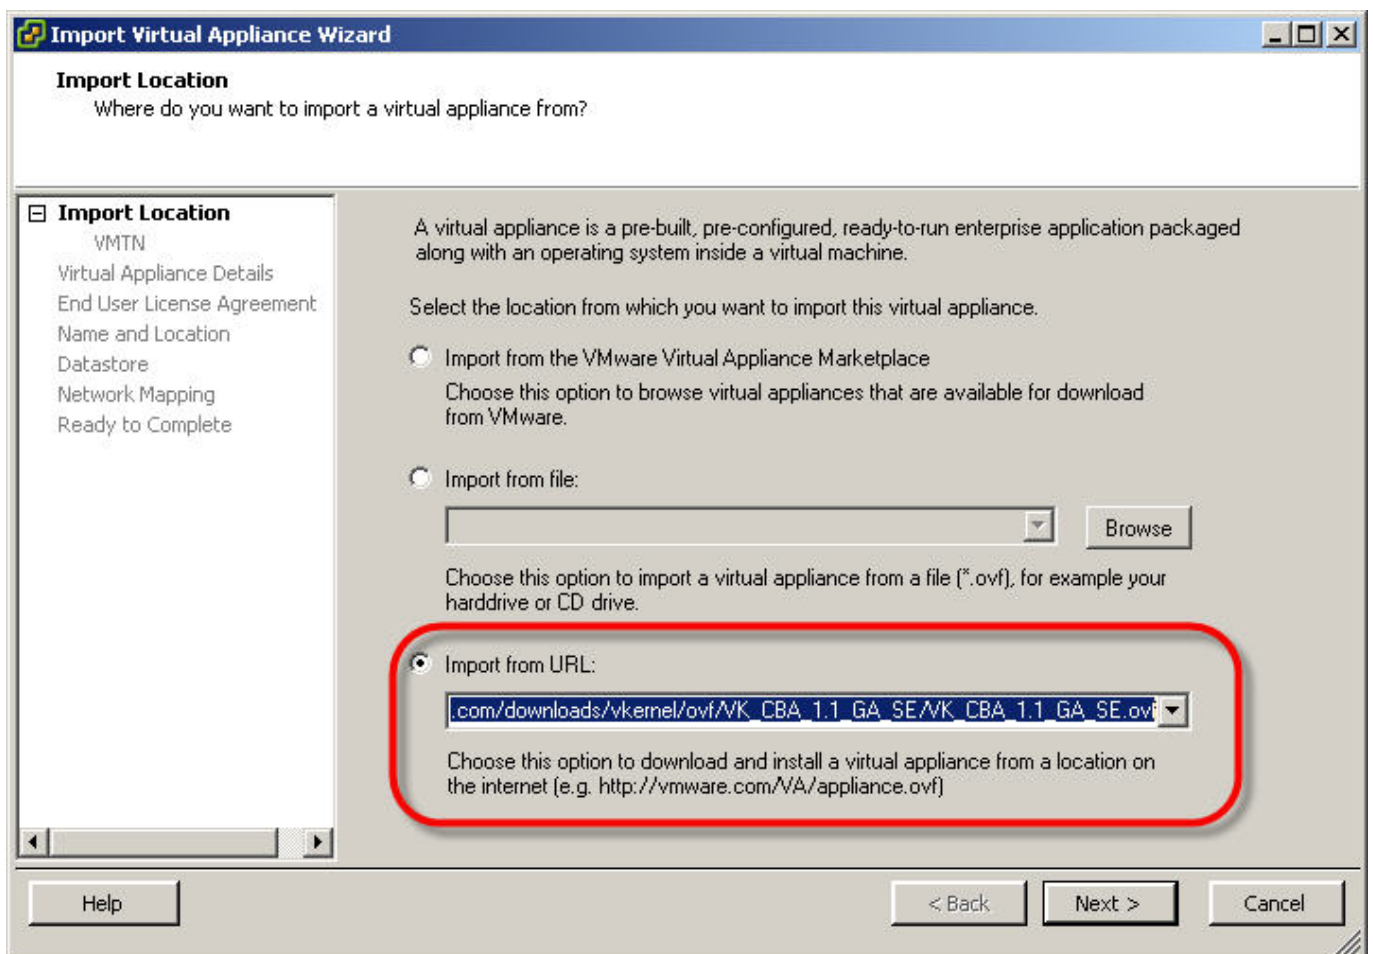 Import Virtual Appliance Wizard
Import Location
Where do you want to import a virtual appliance from?
Import Location
VMTN
Virtual Appliance Details
End User License Agreement
Name and Location
Datastore
Network Mapping
Ready to Complete
A virtual appliance is a pre-built, pre-configured, ready-to-run enterprise application packaged
along with an operating system inside a virtual machine.
Select the location from which you want to import this virtual appliance.
Import from the VMware Virtual Appliance Marketplace
Choose this option to browse virtual appliances that are available for download
from VMware.
Import from file:
Browse
Choose this option to import a virtual appliance from a file (*.ovf), for example your
harddrive or CD drive.
Import from URL:
.com/downloads/vkernel/ovf/VK_CBA_1.1_GA_SE/VK_CBA_1.1_GA_SE.ovf
Choose this option to download and install a virtual appliance from a location on
the internet (e.g. http://vmware.com/VA/appliance.ovf)
Help
< Back
Next >
Cancel